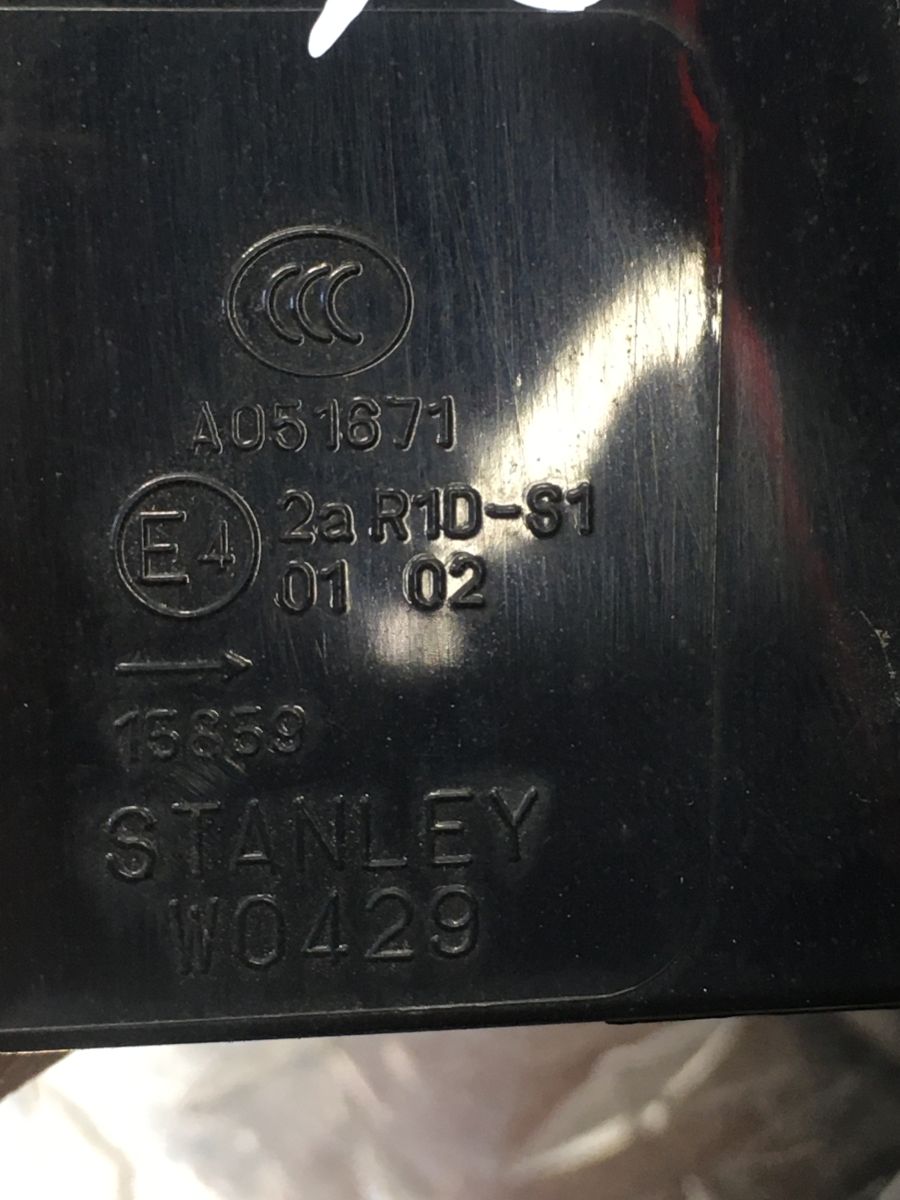 CCC
A051671
E4 2a R1D-S1
01 02
→
15859
STANLEY
W0429